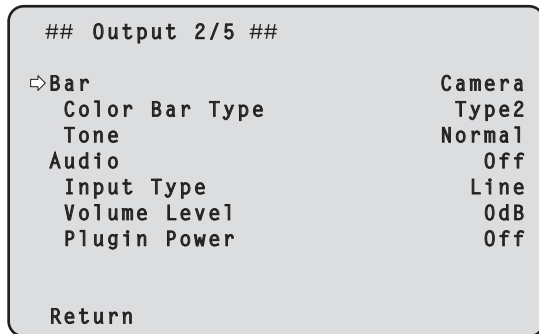 ## Output 2/5 ##
⇨Bar Camera
Color Bar Type Type2
Tone Normal
Audio Off
Input Type Line
Volume Level 0dB
Plugin Power Off
Return